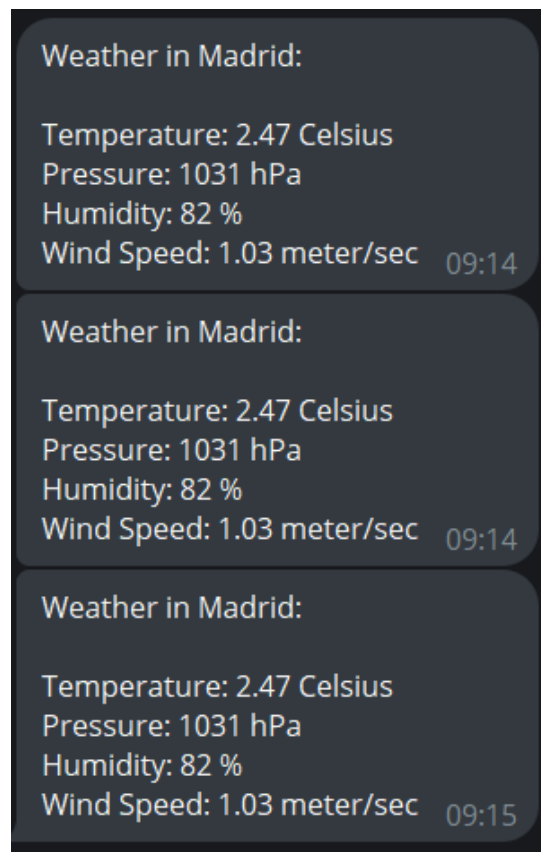 Weather in Madrid:
Temperature: 2.47 Celsius
Pressure: 1031 hPa
Humidity: 82 %
Wind Speed: 1.03 meter/sec 09:14
Weather in Madrid:
Temperature: 2.47 Celsius
Pressure: 1031 hPa
Humidity: 82 %
Wind Speed: 1.03 meter/sec 09:14
Weather in Madrid:
Temperature: 2.47 Celsius
Pressure: 1031 hPa
Humidity: 82 %
Wind Speed: 1.03 meter/sec 09:15